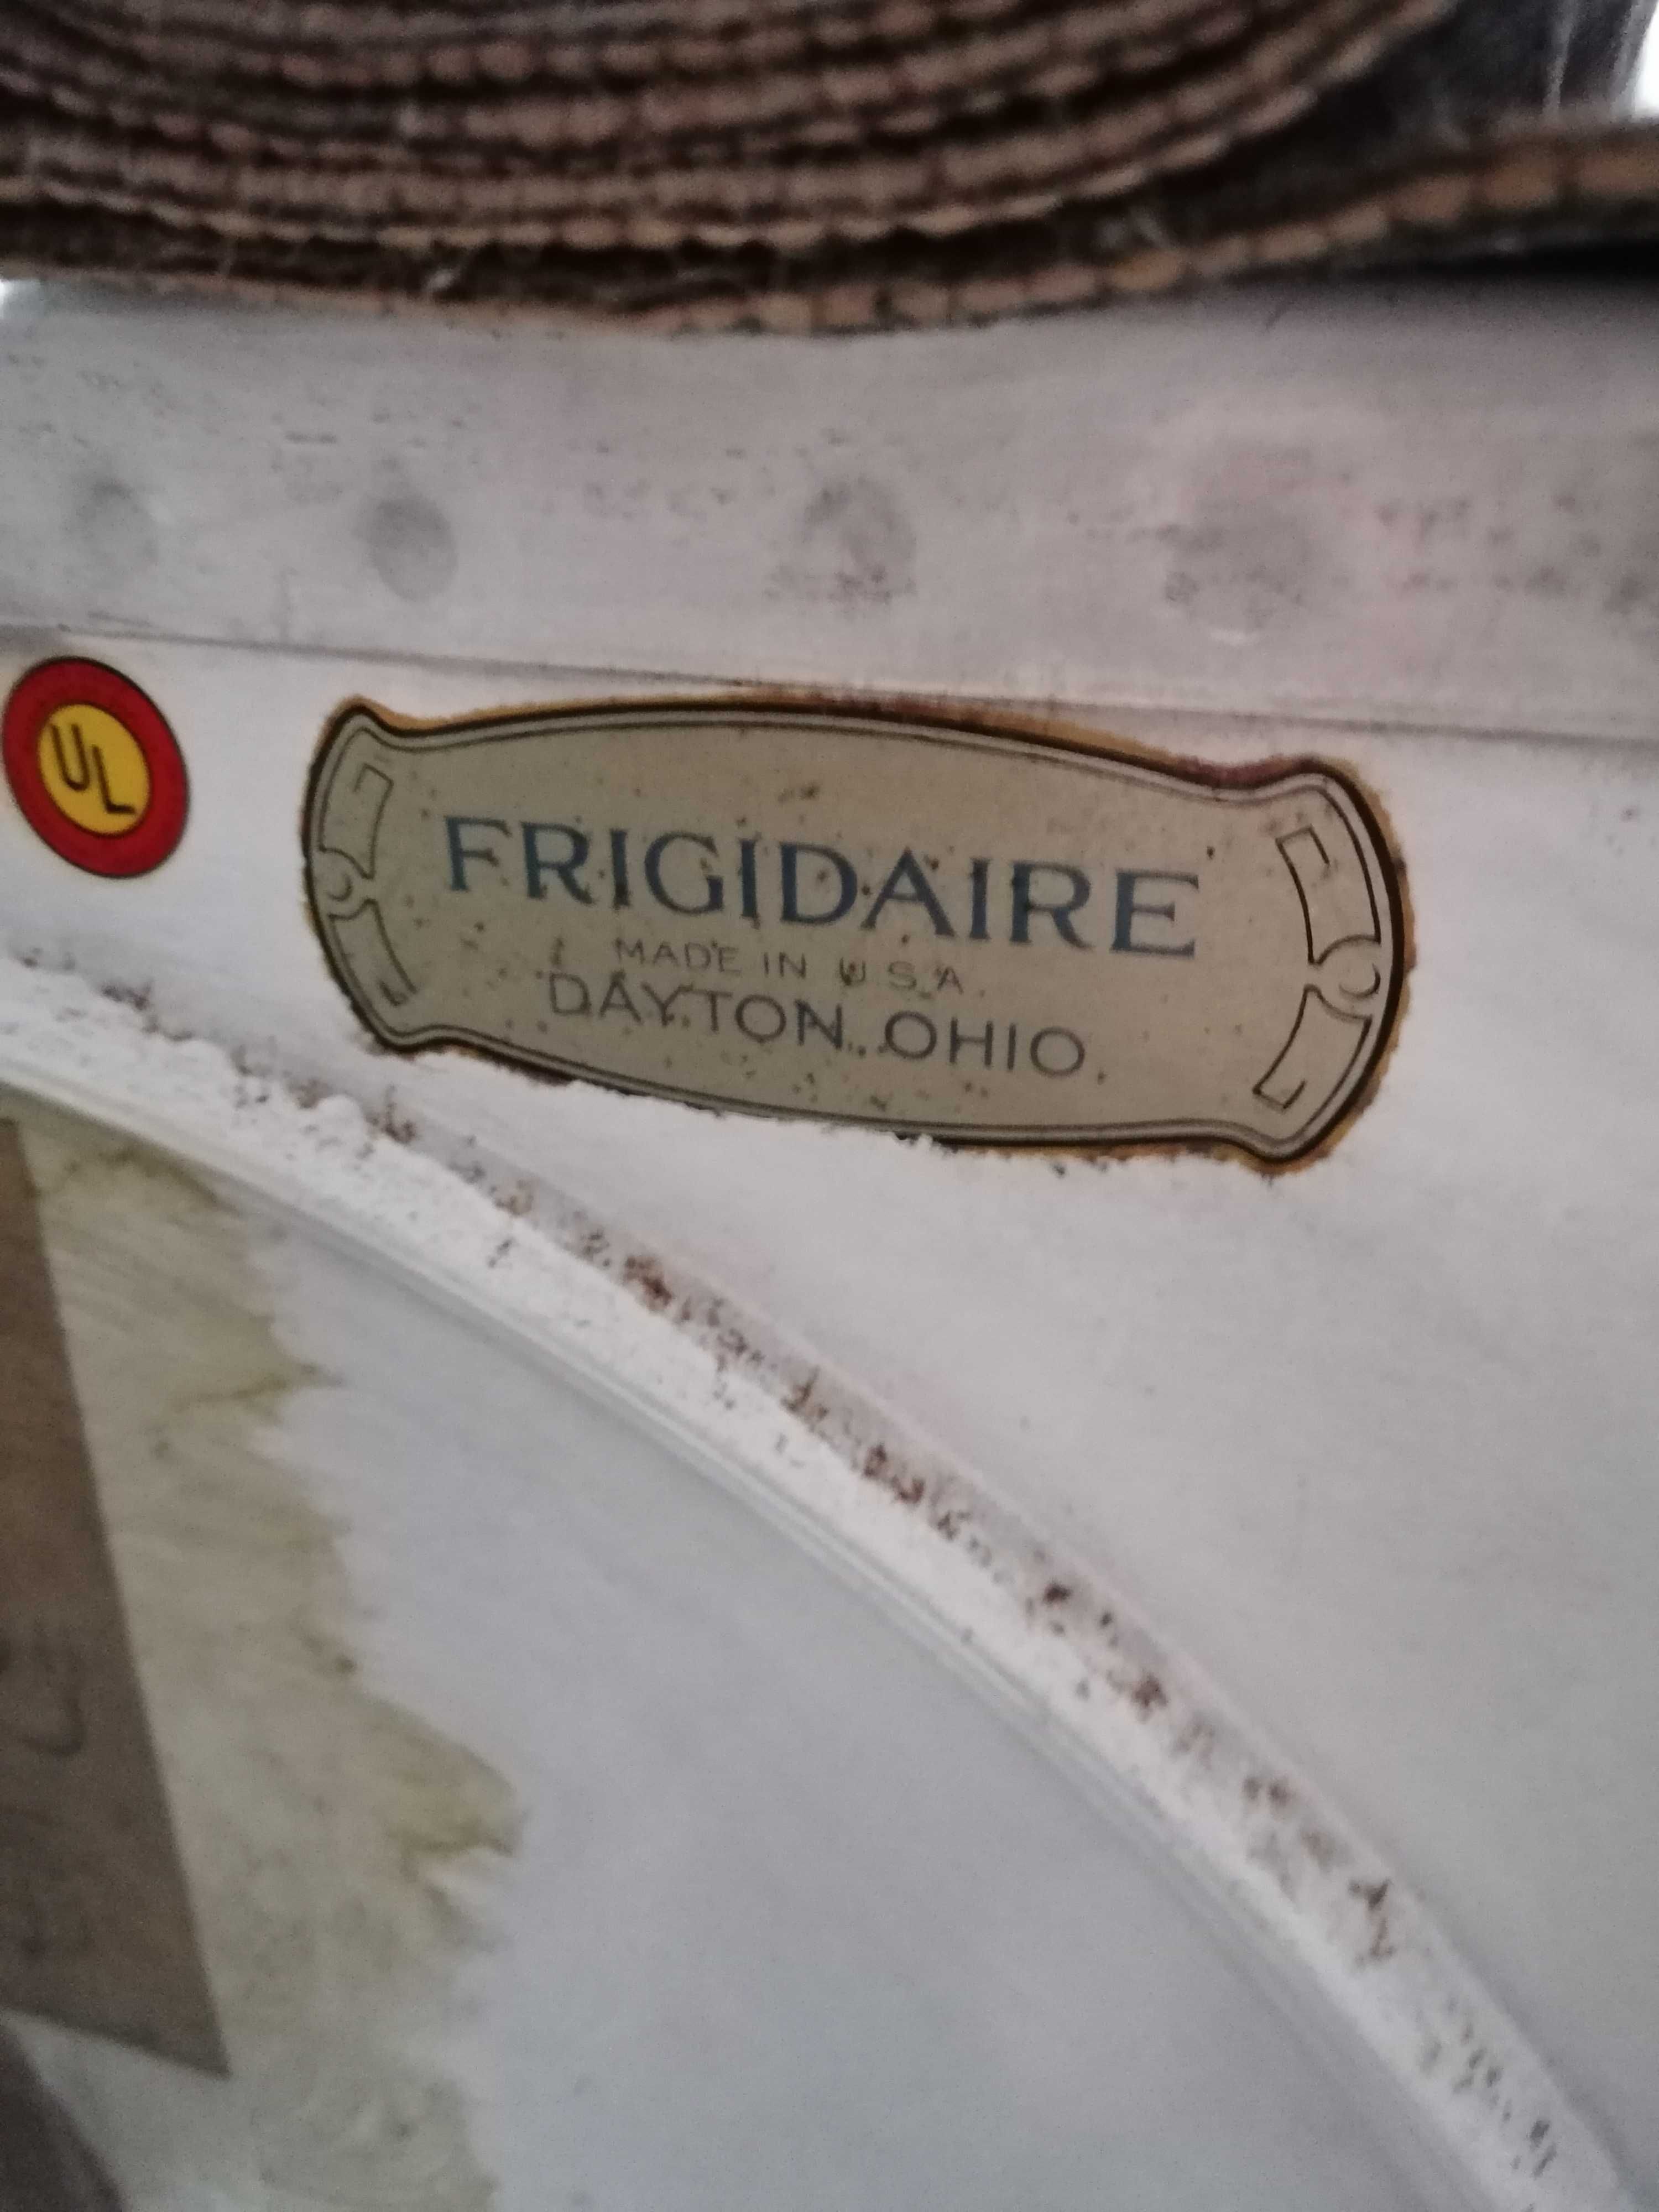 UL
FRIGIDAIRE
MADE IN U.S.A.
DAYTON, OHIO.